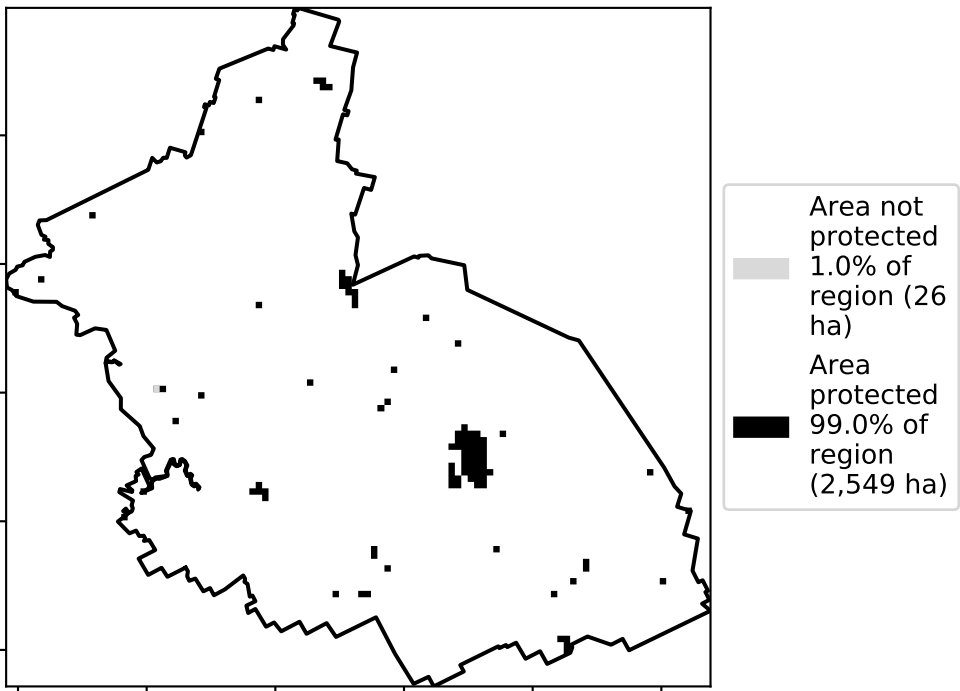 Area not
protected
1.0% of
region (26
ha)
Area
protected
99.0% of
region
(2,549 ha)